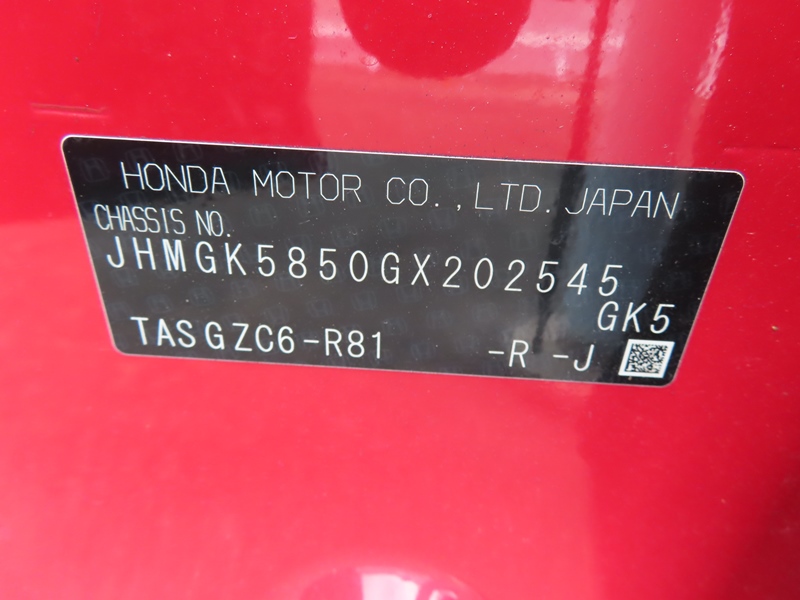 HONDA MOTOR CO.,LTD. JAPAN
CHASSIS NO.
JHMGK5850GX202545
GK5
TASGZC6-R81 -R -J